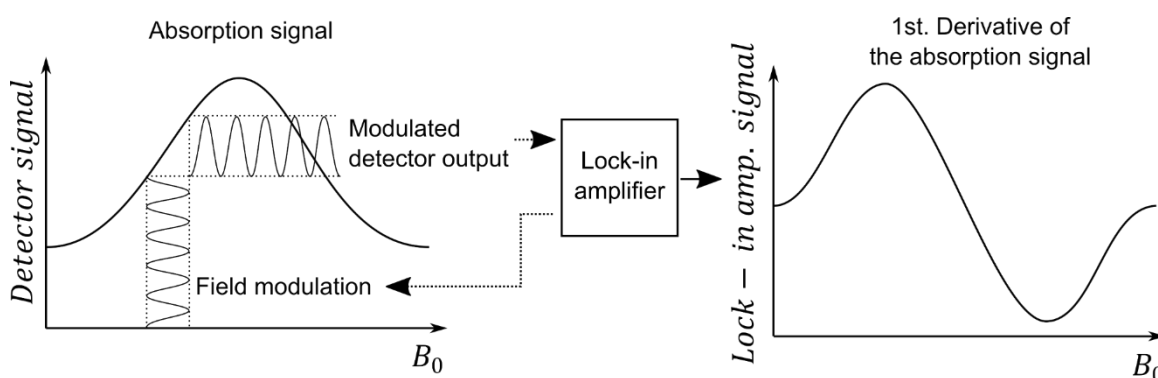 Absorption signal
Detector signal
Modulated
detector output
Field modulation
B₀
Lock-in
amplifier
1st. Derivative of
the absorption signal
Lock – in amp. signal
B₀